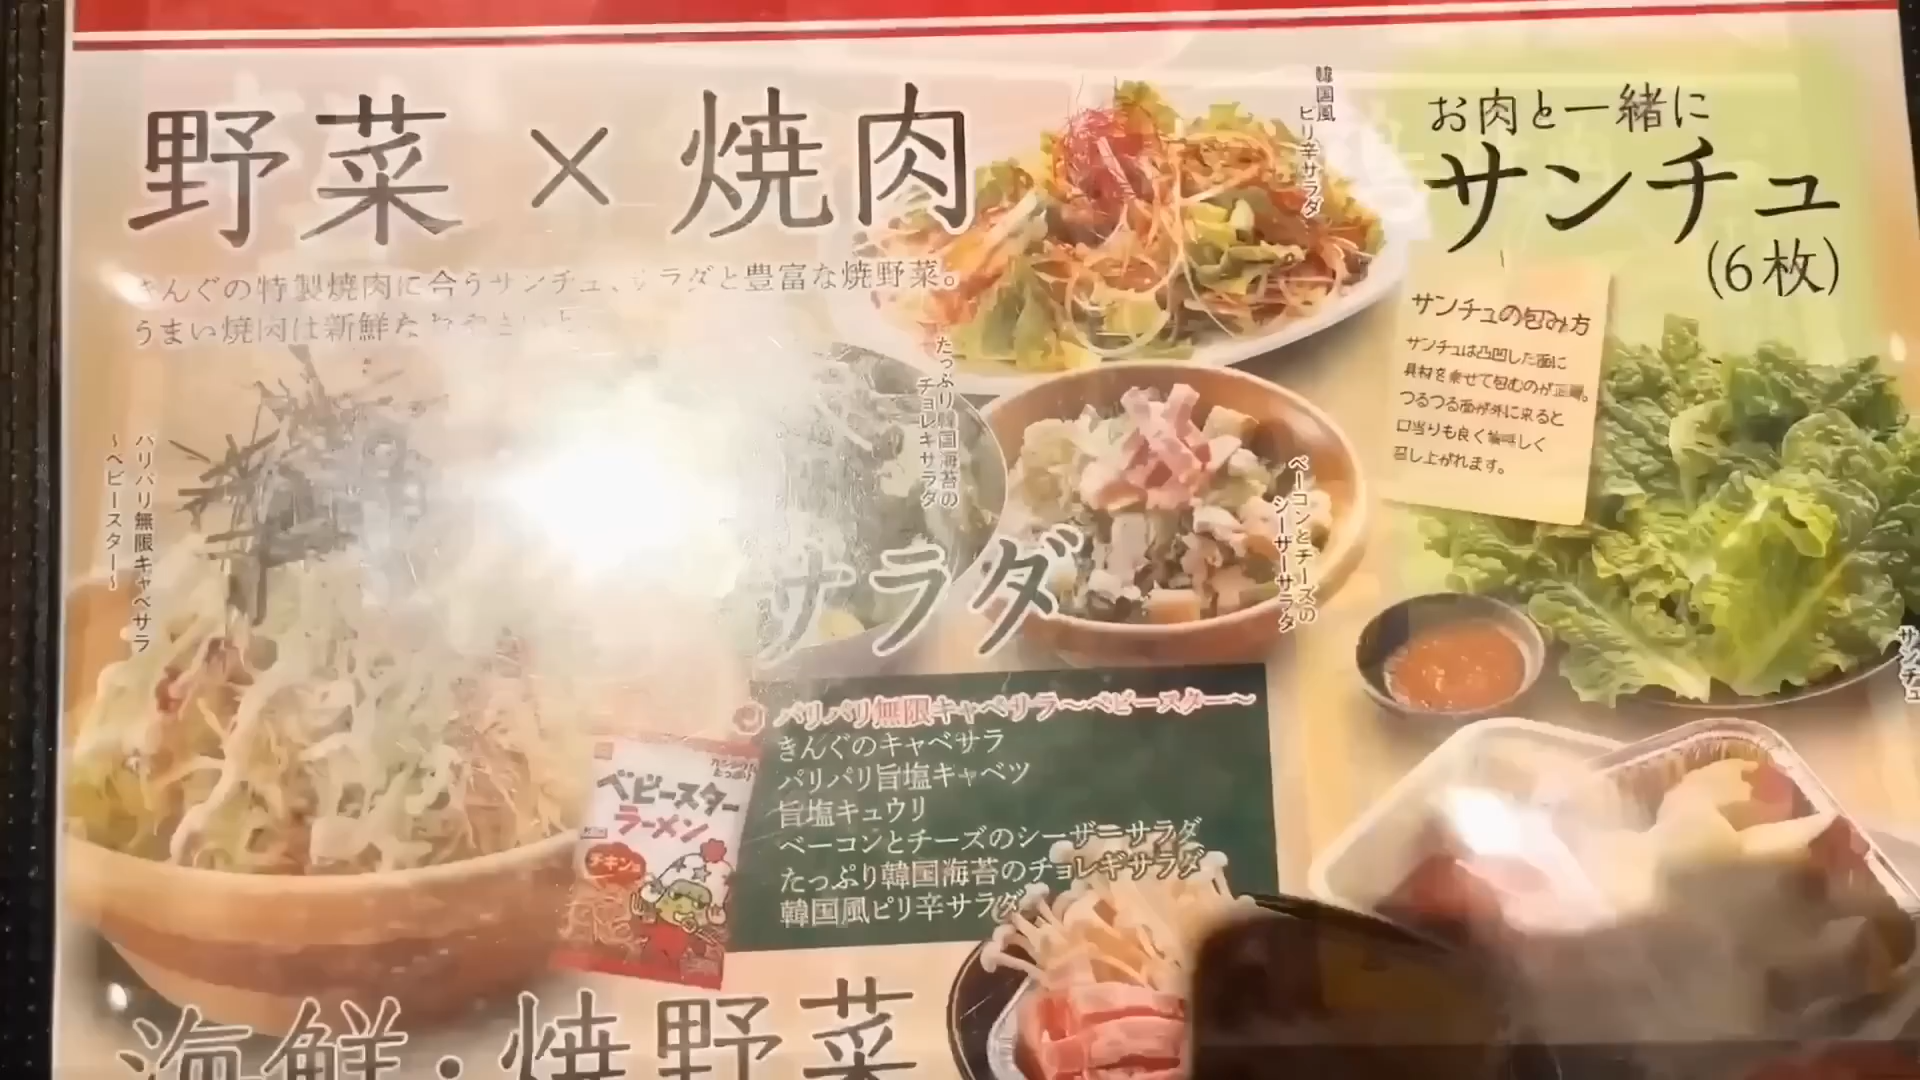 野菜×焼肉
きんぐの特製焼肉に合うサンチュ、サラダと豊富な焼野菜。
うまい焼肉は新鮮な
韓国風
ピリ辛サラダ
お肉と一緒に
サンチュ
(6枚)
サンチュの包み方
サンチュは凸凹した面に
具材を乗せて包むのが正解。
つるつる面が外に来ると
口当りも良く美味しく
召し上がれます。
たっぷり韓国海苔の
チョレギサラダ
ベーコンとチーズの
シーザーサラダ
パリパリ無限キャベサラ
～ベビースター～
サラダ
サンチュ
パリパリ無限キャベサラ～ベビースター～
きんぐのキャベサラ
パリパリ旨塩キャベツ
旨塩キュウリ
ベーコンとチーズのシーザーサラダ
たっぷり韓国海苔のチョレギサラダ
韓国風ピリ辛サラダ
ベビースター
ラーメン
チキン
海鮮・焼野菜